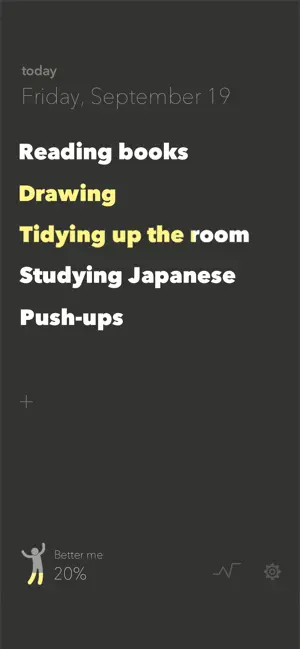 today
Friday, September 19
Reading books
Drawing
Tidying up the room
Studying Japanese
Push-ups
+
Better me
20%